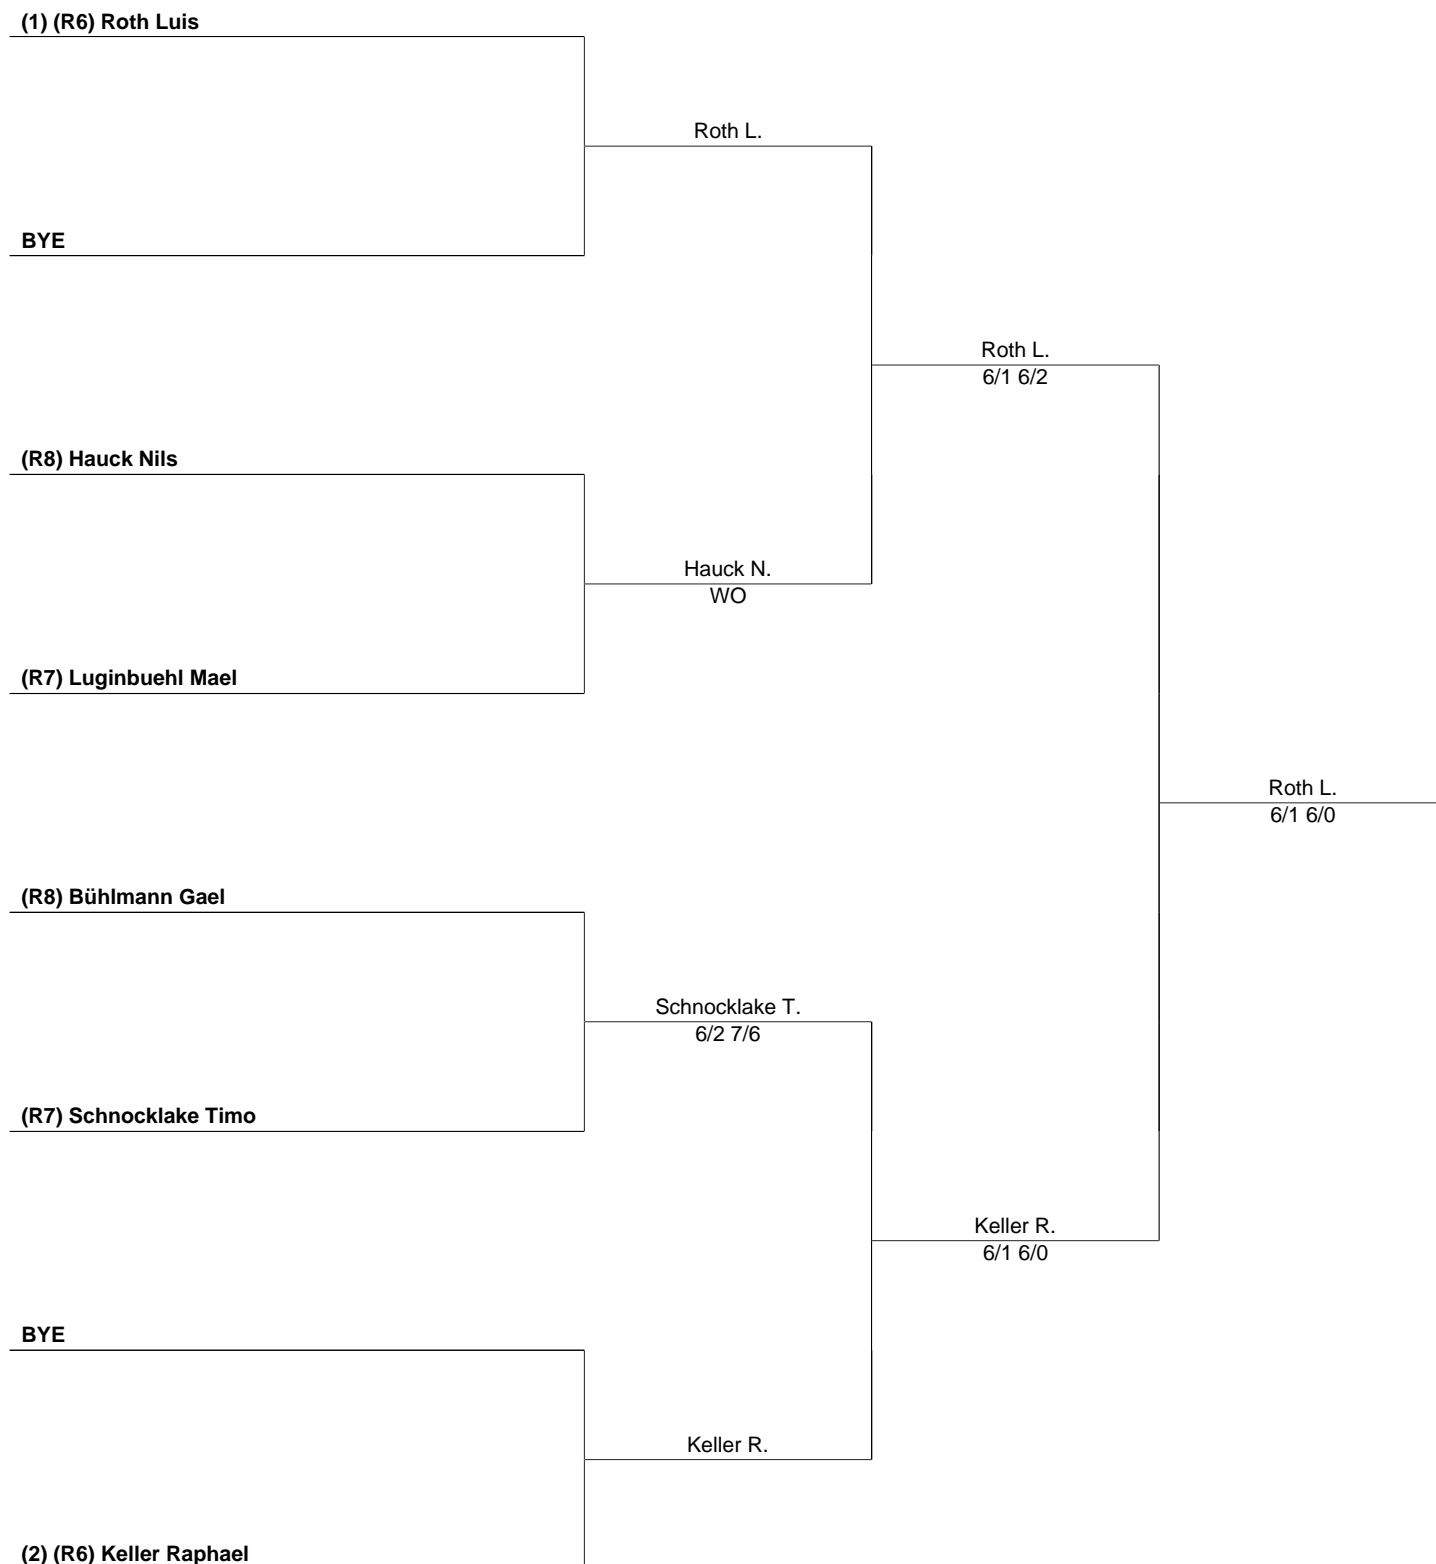 (1) (R6) Roth Luis
Roth L.
BYE
Roth L.
6/1 6/2
(R8) Hauck Nils
Hauck N.
WO
(R7) Luginbuehl Mael
Roth L.
6/1 6/0
(R8) Bühlmann Gael
Schnocklake T.
6/2 7/6
(R7) Schnocklake Timo
Keller R.
6/1 6/0
BYE
Keller R.
(2) (R6) Keller Raphael